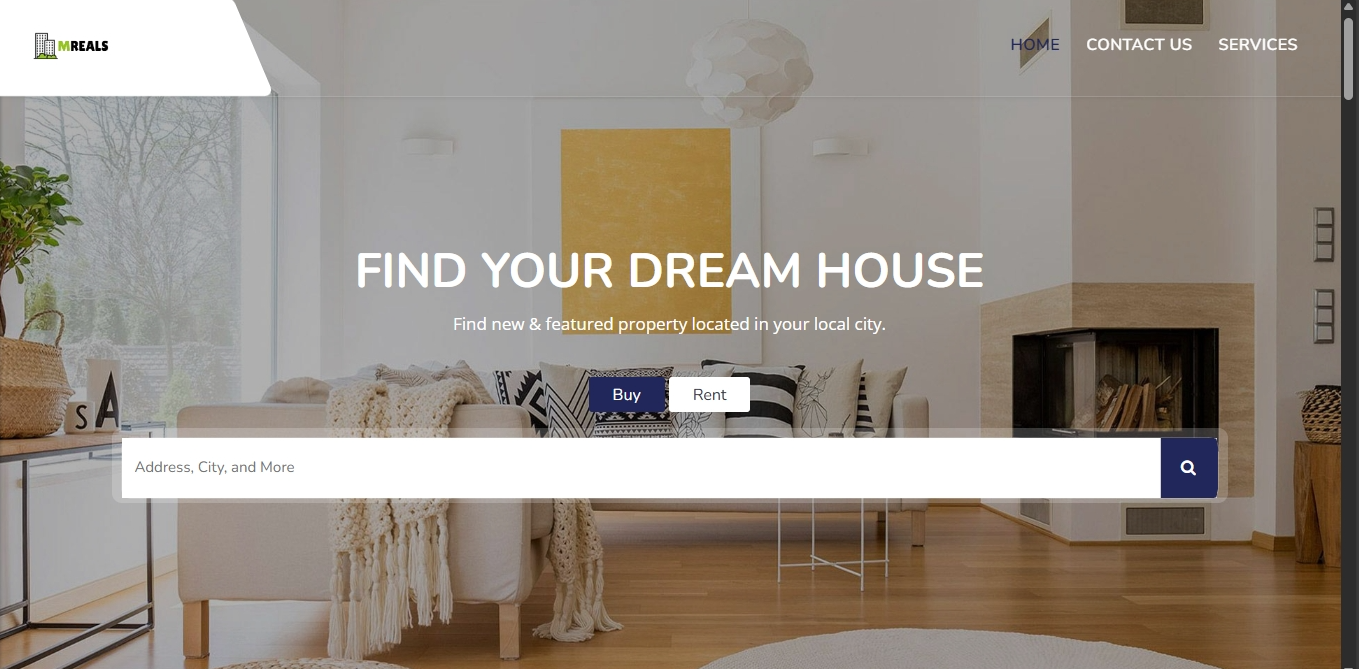 MREALS
HOME CONTACT US SERVICES
FIND YOUR DREAM HOUSE
Find new & featured property located in your local city.
Buy Rent
S A
Address, City, and More